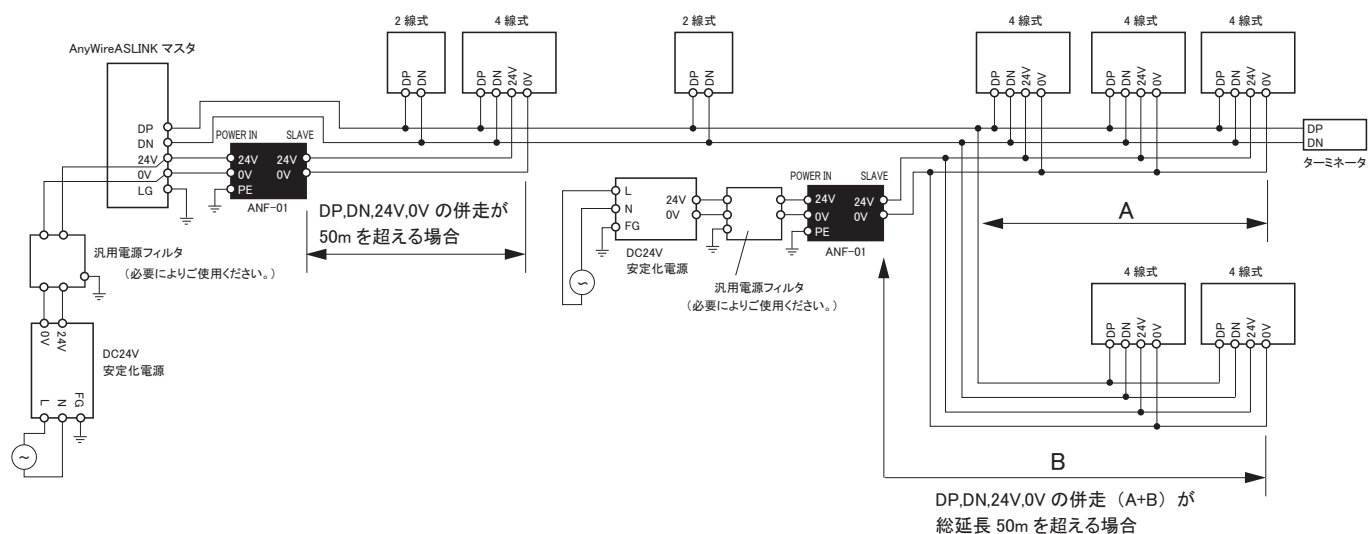 2 線式
4 線式
2 線式
4 線式
4 線式
4 線式
AnyWireASLINK マスタ
DP
DN
DP
DN
24V
0V
DP
DN
DP
DN
24V
0V
DP
DN
24V
0V
DP
DN
24V
0V
DP
DN
24V
0V
LG
POWER IN
SLAVE
24V
0V
PE
24V
0V
ANF-01
DP
DN
ターミネータ
DP,DN,24V,0V の併走が
50m を超える場合
汎用電源フィルタ
（必要によりご使用ください。）
0V
24V
DC24V
安定化電源
L
N
FG
～
L
N
FG
24V
0V
DC24V
安定化電源
～
汎用電源フィルタ
（必要によりご使用ください。）
POWER IN
SLAVE
24V
0V
PE
24V
0V
ANF-01
A
4 線式
4 線式
DP
DN
24V
0V
DP
DN
24V
0V
B
DP,DN,24V,0V の併走（A+B）が
総延長 50m を超える場合